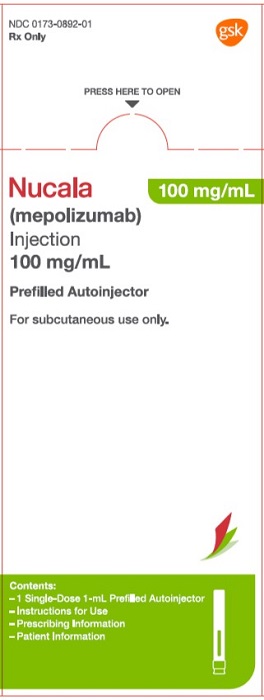 NDC 0173-0892-01
Rx Only
gsk
PRESS HERE TO OPEN
Nucala
100 mg/mL
(mepolizumab)
Injection
100 mg/mL
Prefilled Autoinjector
For subcutaneous use only.
Contents:
– 1 Single-Dose 1-mL Prefilled Autoinjector
– Instructions for Use
– Prescribing Information
– Patient Information